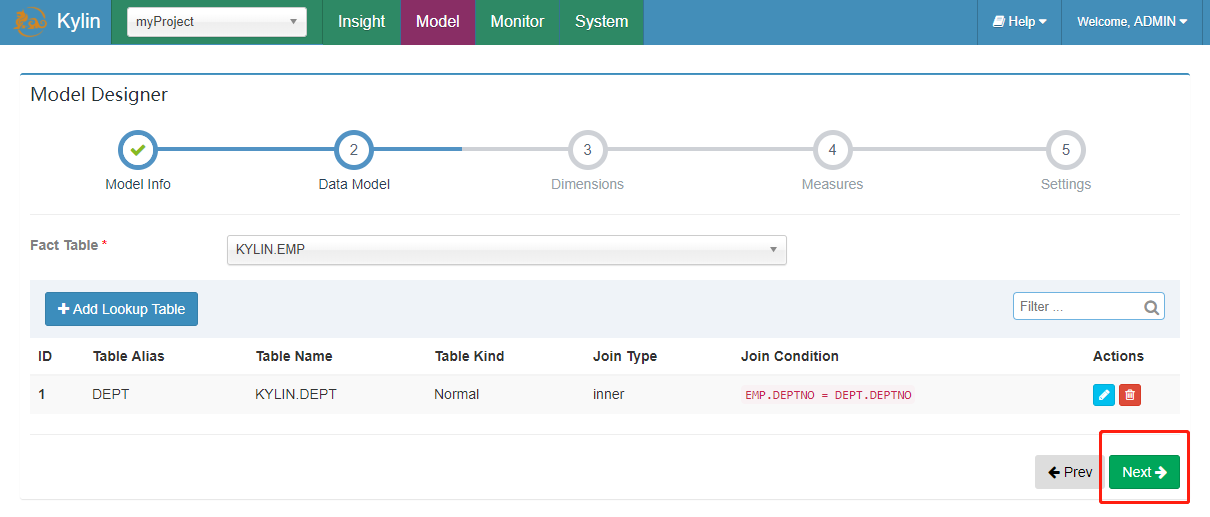 Kylin myProject Insight Model Monitor System Help Welcome, ADMIN
Model Designer
2 3 4 5
Model Info Data Model Dimensions Measures Settings
Fact Table * KYLIN.EMP
Add Lookup Table Filter ...
ID Table Alias Table Name Table Kind Join Type Join Condition Actions
1 DEPT KYLIN.DEPT Normal inner EMP.DEPTNO = DEPT.DEPTNO
Prev Next